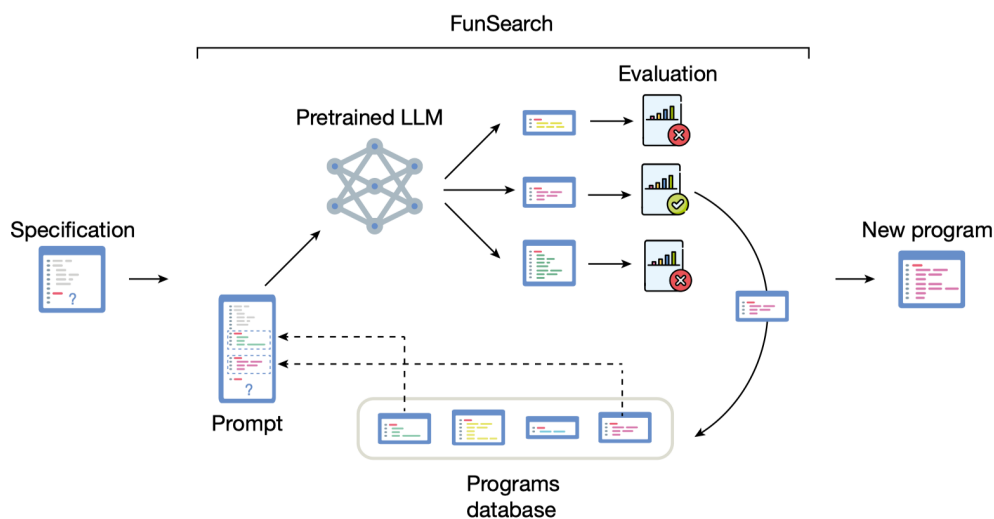 FunSearch
Evaluation
Pretrained LLM
Specification
?
New program
?
Prompt
Programs
database